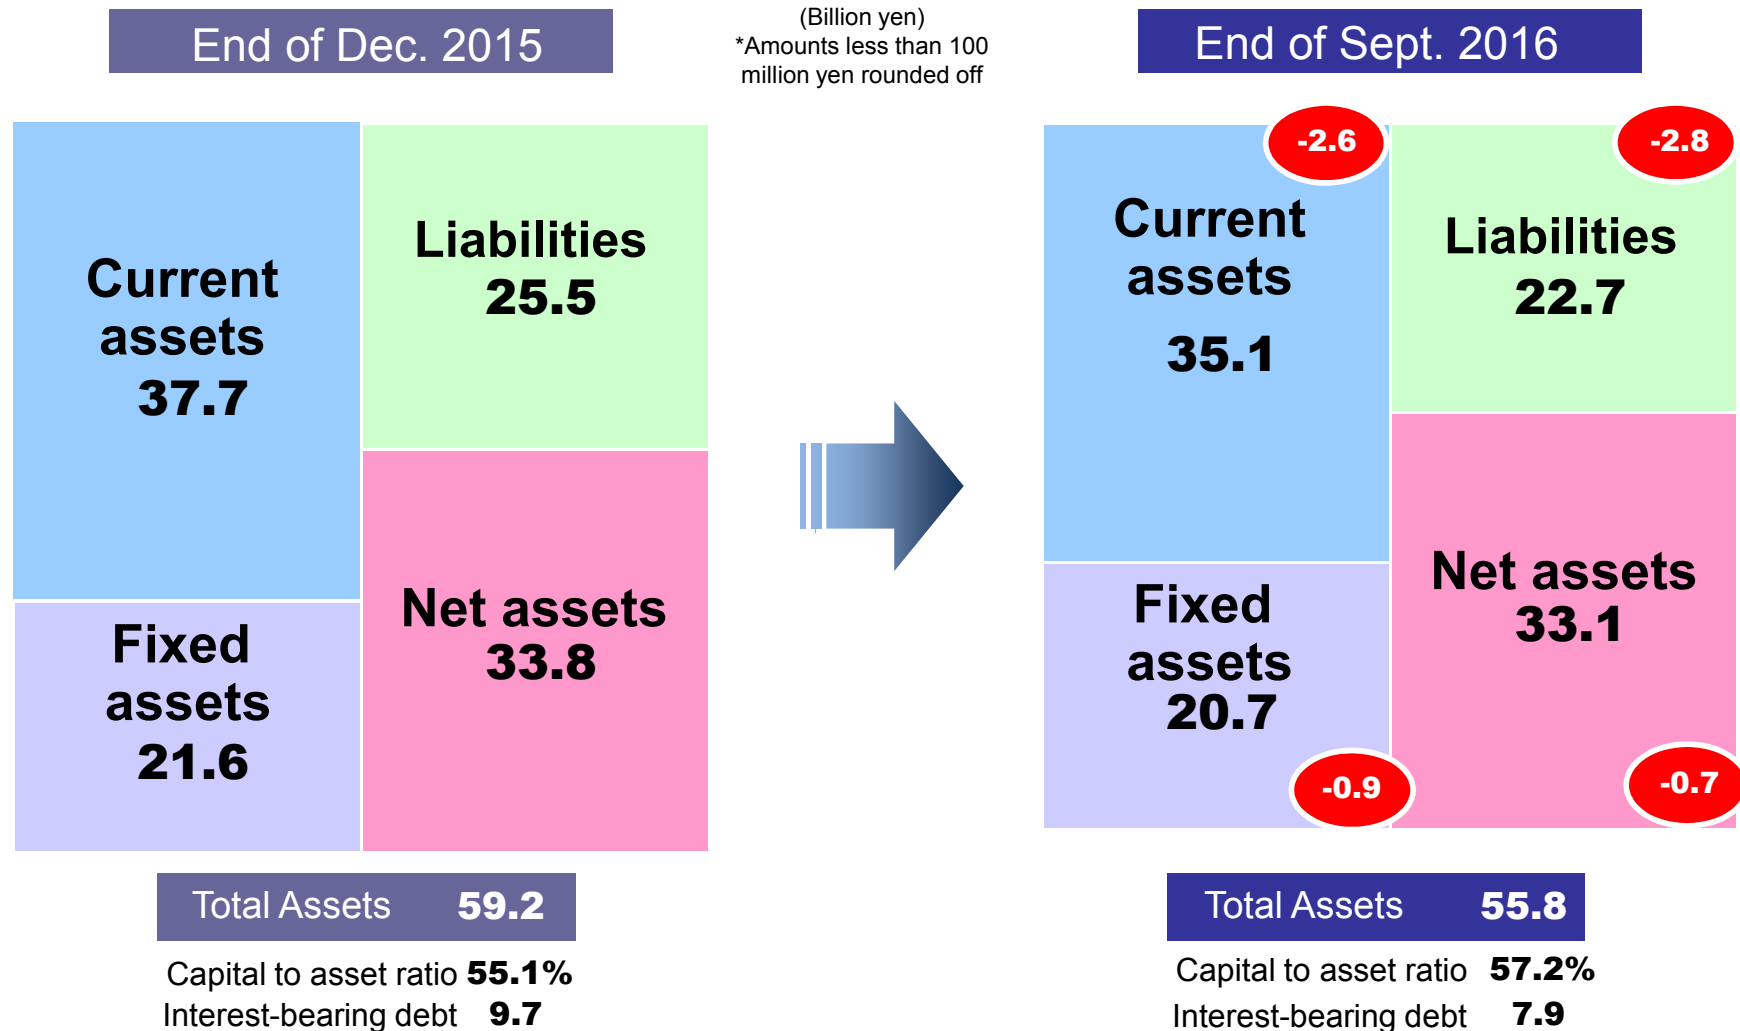 End of Dec. 2015
(Billion yen)
*Amounts less than 100
million yen rounded off
End of Sept. 2016
Current
assets
37.7
Liabilities
25.5
Fixed
assets
21.6
Net assets
33.8
Total Assets 59.2
Capital to asset ratio 55.1%
Interest-bearing debt 9.7
-2.6
-2.8
Current
assets
35.1
Liabilities
22.7
Fixed
assets
20.7
Net assets
33.1
-0.9
-0.7
Total Assets 55.8
Capital to asset ratio 57.2%
Interest-bearing debt 7.9